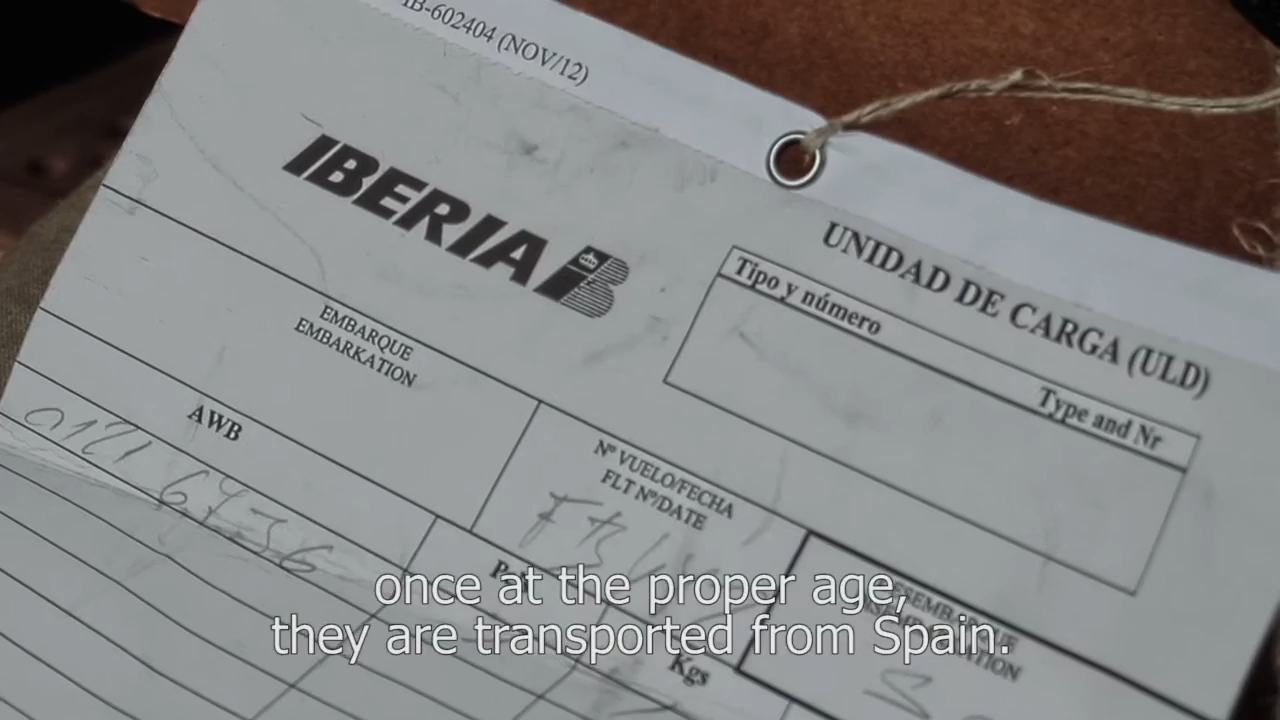 IB-602404 (NOV/12)
IBERIA
UNIDAD DE CARGA (ULD)
Tipo y número
Type and Nr
EMBARQUE
EMBARKATION
AWB
Nº VUELO/FECHA
FLT Nº/DATE
Kgs
once at the proper age,
they are transported from Spain.